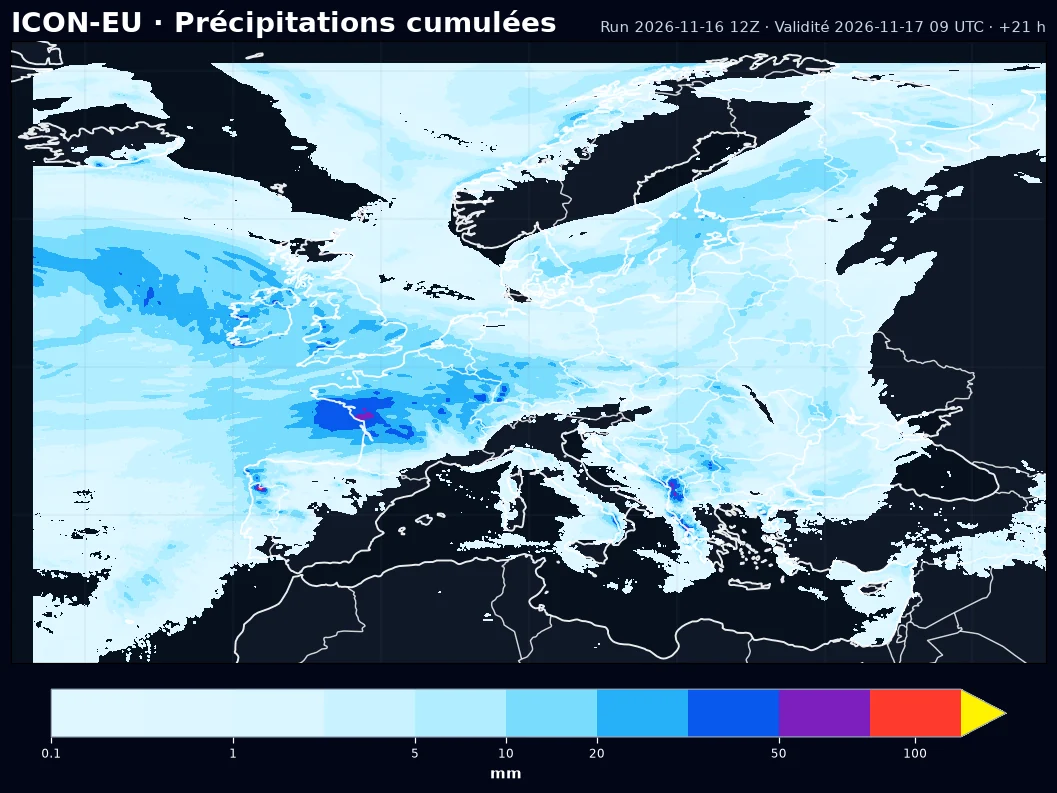 ICON-EU · Précipitations cumulées
Run 2026-11-16 12Z · Validité 2026-11-17 09 UTC · +21 h
0.1 1 5 10 20 50 100
mm